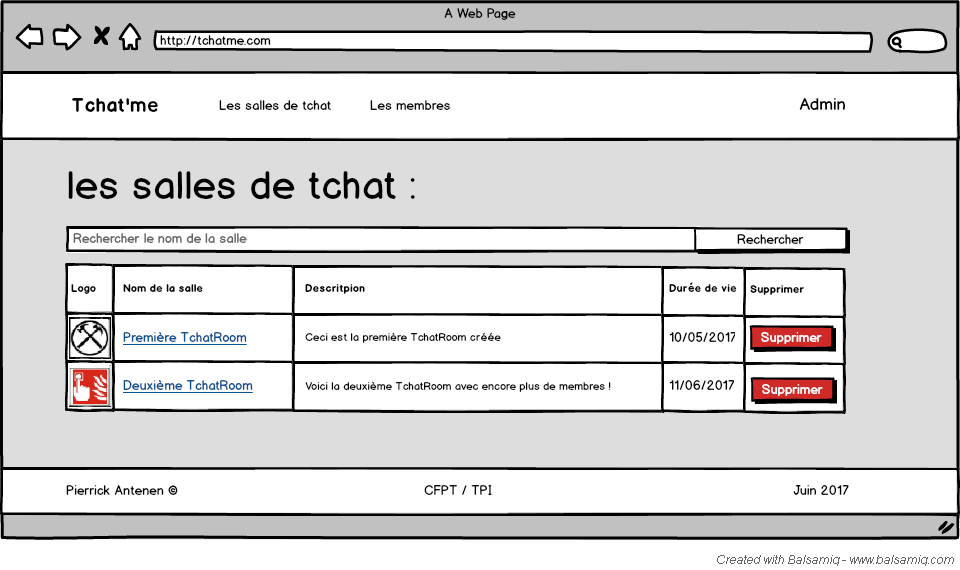 A Web Page
http://tchatme.com
Tchat'me Les salles de tchat Les membres Admin
les salles de tchat :
Rechercher le nom de la salle Rechercher
Logo Nom de la salle Descritpion Durée de vie Supprimer
Première TchatRoom Ceci est la première TchatRoom créée 10/05/2017 Supprimer
Deuxième TchatRoom Voici la deuxième TchatRoom avec encore plus de membres ! 11/06/2017 Supprimer
Pierrick Antenen © CFPT / TPI Juin 2017
Created with Balsamiq - www.balsamiq.com